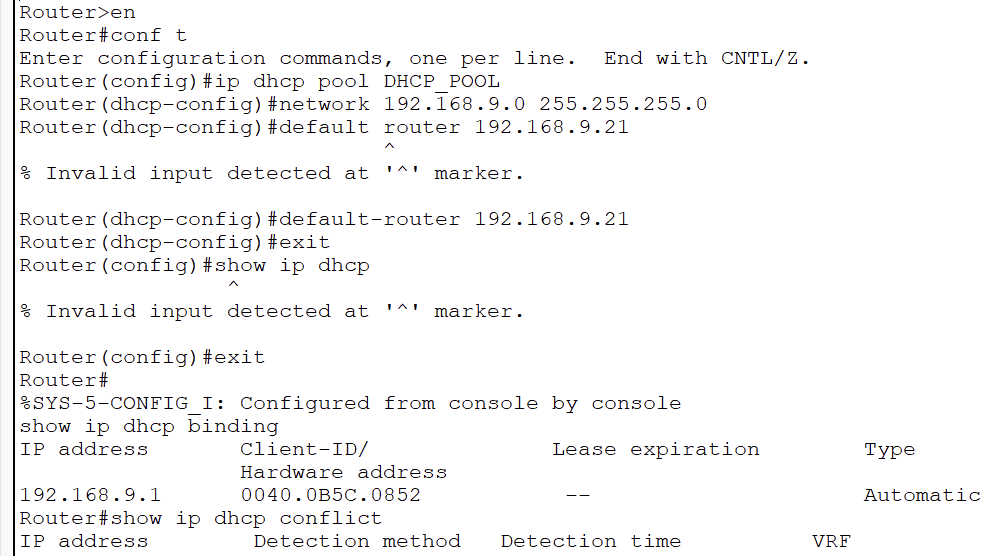 Router>en
Router#conf t
Enter configuration commands, one per line.  End with CNTL/Z.
Router(config)#ip dhcp pool DHCP_POOL
Router(dhcp-config)#network 192.168.9.0 255.255.255.0
Router(dhcp-config)#default router 192.168.9.21
                            ^
% Invalid input detected at '^' marker.

Router(dhcp-config)#default-router 192.168.9.21
Router(dhcp-config)#exit
Router(config)#show ip dhcp
                ^
% Invalid input detected at '^' marker.

Router(config)#exit
Router#
%SYS-5-CONFIG_I: Configured from console by console
show ip dhcp binding
IP address       Client-ID/              Lease expiration        Type
                 Hardware address
192.168.9.1      0040.0B5C.0852           --                     Automatic
Router#show ip dhcp conflict
IP address        Detection method   Detection time          VRF